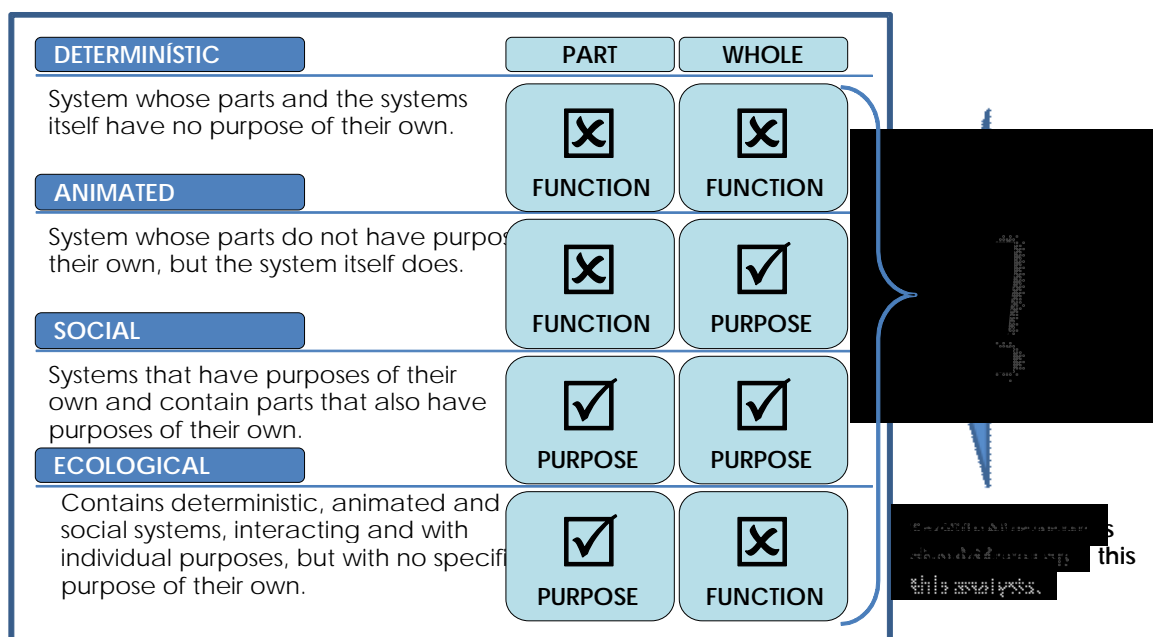 DETERMINÍSTIC
PART
WHOLE
System whose parts and the systems
itself have no purpose of their own.
FUNCTION
FUNCTION
ANIMATED
System whose parts do not have purpos
their own, but the system itself does.
FUNCTION
PURPOSE
SOCIAL
Systems that have purposes of their
own and contain parts that also have
purposes of their own.
PURPOSE
PURPOSE
ECOLOGICAL
Contains deterministic, animated and
social systems, interacting and with
individual purposes, but with no specifi
purpose of their own.
PURPOSE
FUNCTION
this
this analysis.